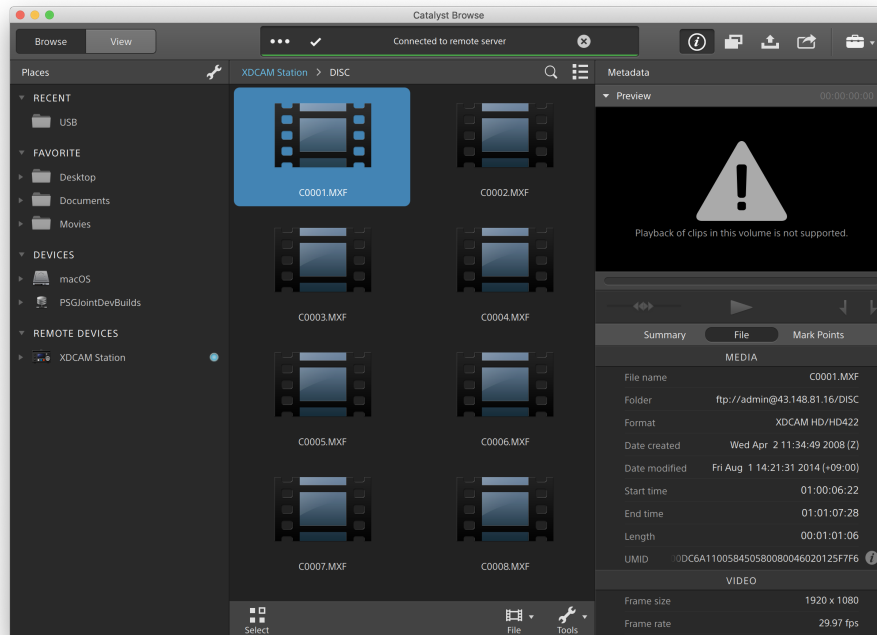 Catalyst Browse
Browse View
Connected to remote server
Places
XDCAM Station > DISC
Metadata
RECENT
USB
FAVORITE
Desktop
Documents
Movies
DEVICES
macOS
PSGJointDevBuilds
REMOTE DEVICES
XDCAM Station
C0001.MXF C0002.MXF
C0003.MXF C0004.MXF
C0005.MXF C0006.MXF
C0007.MXF C0008.MXF
Select File Tools
Preview 00:00:00:00
Playback of clips in this volume is not supported.
Summary File Mark Points
MEDIA
File name C0001.MXF
Folder ftp://admin@43.148.81.16/DISC
Format XDCAM HD/HD422
Date created Wed Apr 2 11:34:49 2008 (Z)
Date modified Fri Aug 1 14:21:31 2014 (+09:00)
Start time 01:00:06:22
End time 01:01:07:28
Length 00:01:01:06
UMID 0DC6A110058450580080046020125F7F6
VIDEO
Frame size 1920 x 1080
Frame rate 29.97 fps